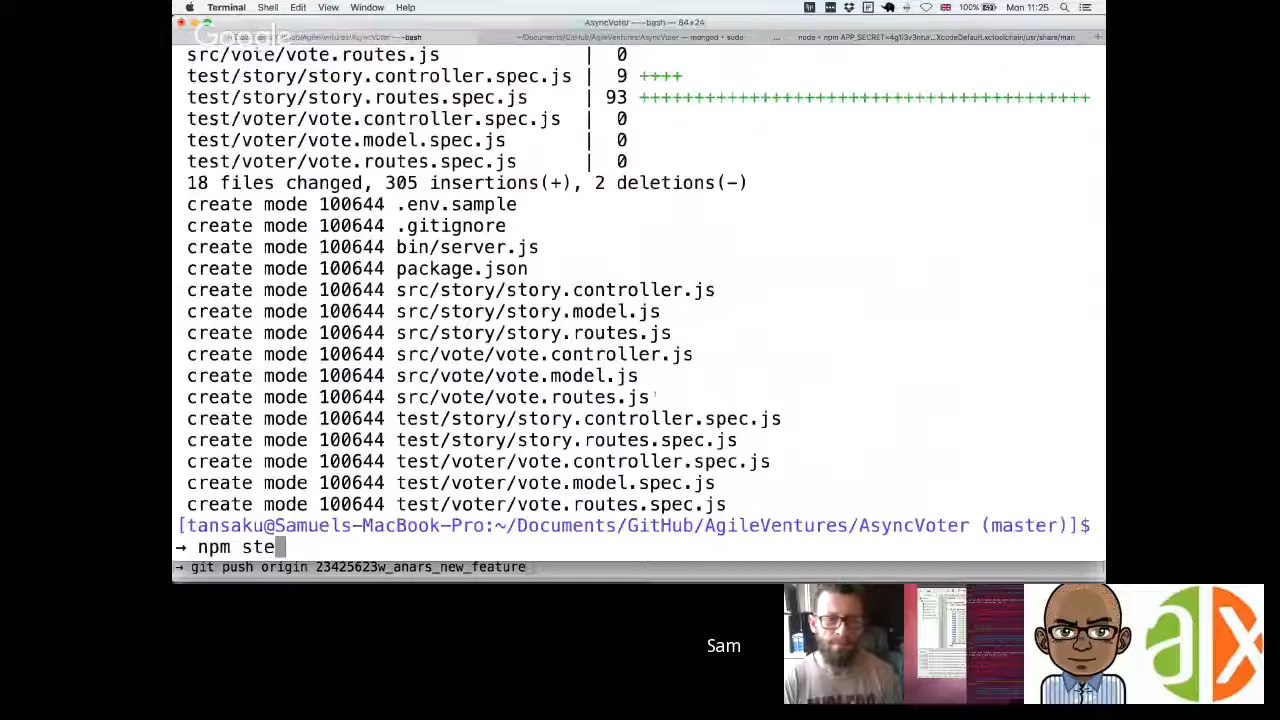 Terminal Shell Edit View Window Help
100% Mon 11:25
AsyncVoter — -bash — 84×24
Google
src/vote/vote.routes.js | 0
test/story/story.controller.spec.js | 9 ++++
test/story/story.routes.spec.js | 93 +++++++++++++++++++++++++++++++++++++++++
test/voter/vote.controller.spec.js | 0
test/voter/vote.model.spec.js | 0
test/voter/vote.routes.spec.js | 0
18 files changed, 305 insertions(+), 2 deletions(-)
create mode 100644 .env.sample
create mode 100644 .gitignore
create mode 100644 bin/server.js
create mode 100644 package.json
create mode 100644 src/story/story.controller.js
create mode 100644 src/story/story.model.js
create mode 100644 src/story/story.routes.js
create mode 100644 src/vote/vote.controller.js
create mode 100644 src/vote/vote.model.js
create mode 100644 src/vote/vote.routes.js
create mode 100644 test/story/story.controller.spec.js
create mode 100644 test/story/story.routes.spec.js
create mode 100644 test/voter/vote.controller.spec.js
create mode 100644 test/voter/vote.model.spec.js
create mode 100644 test/voter/vote.routes.spec.js
[tansaku@Samuels-MacBook-Pro:~/Documents/GitHub/AgileVentures/AsyncVoter (master)]$
→ npm ste
→ git push origin 23425623w_anars_new_feature
Sam
ax